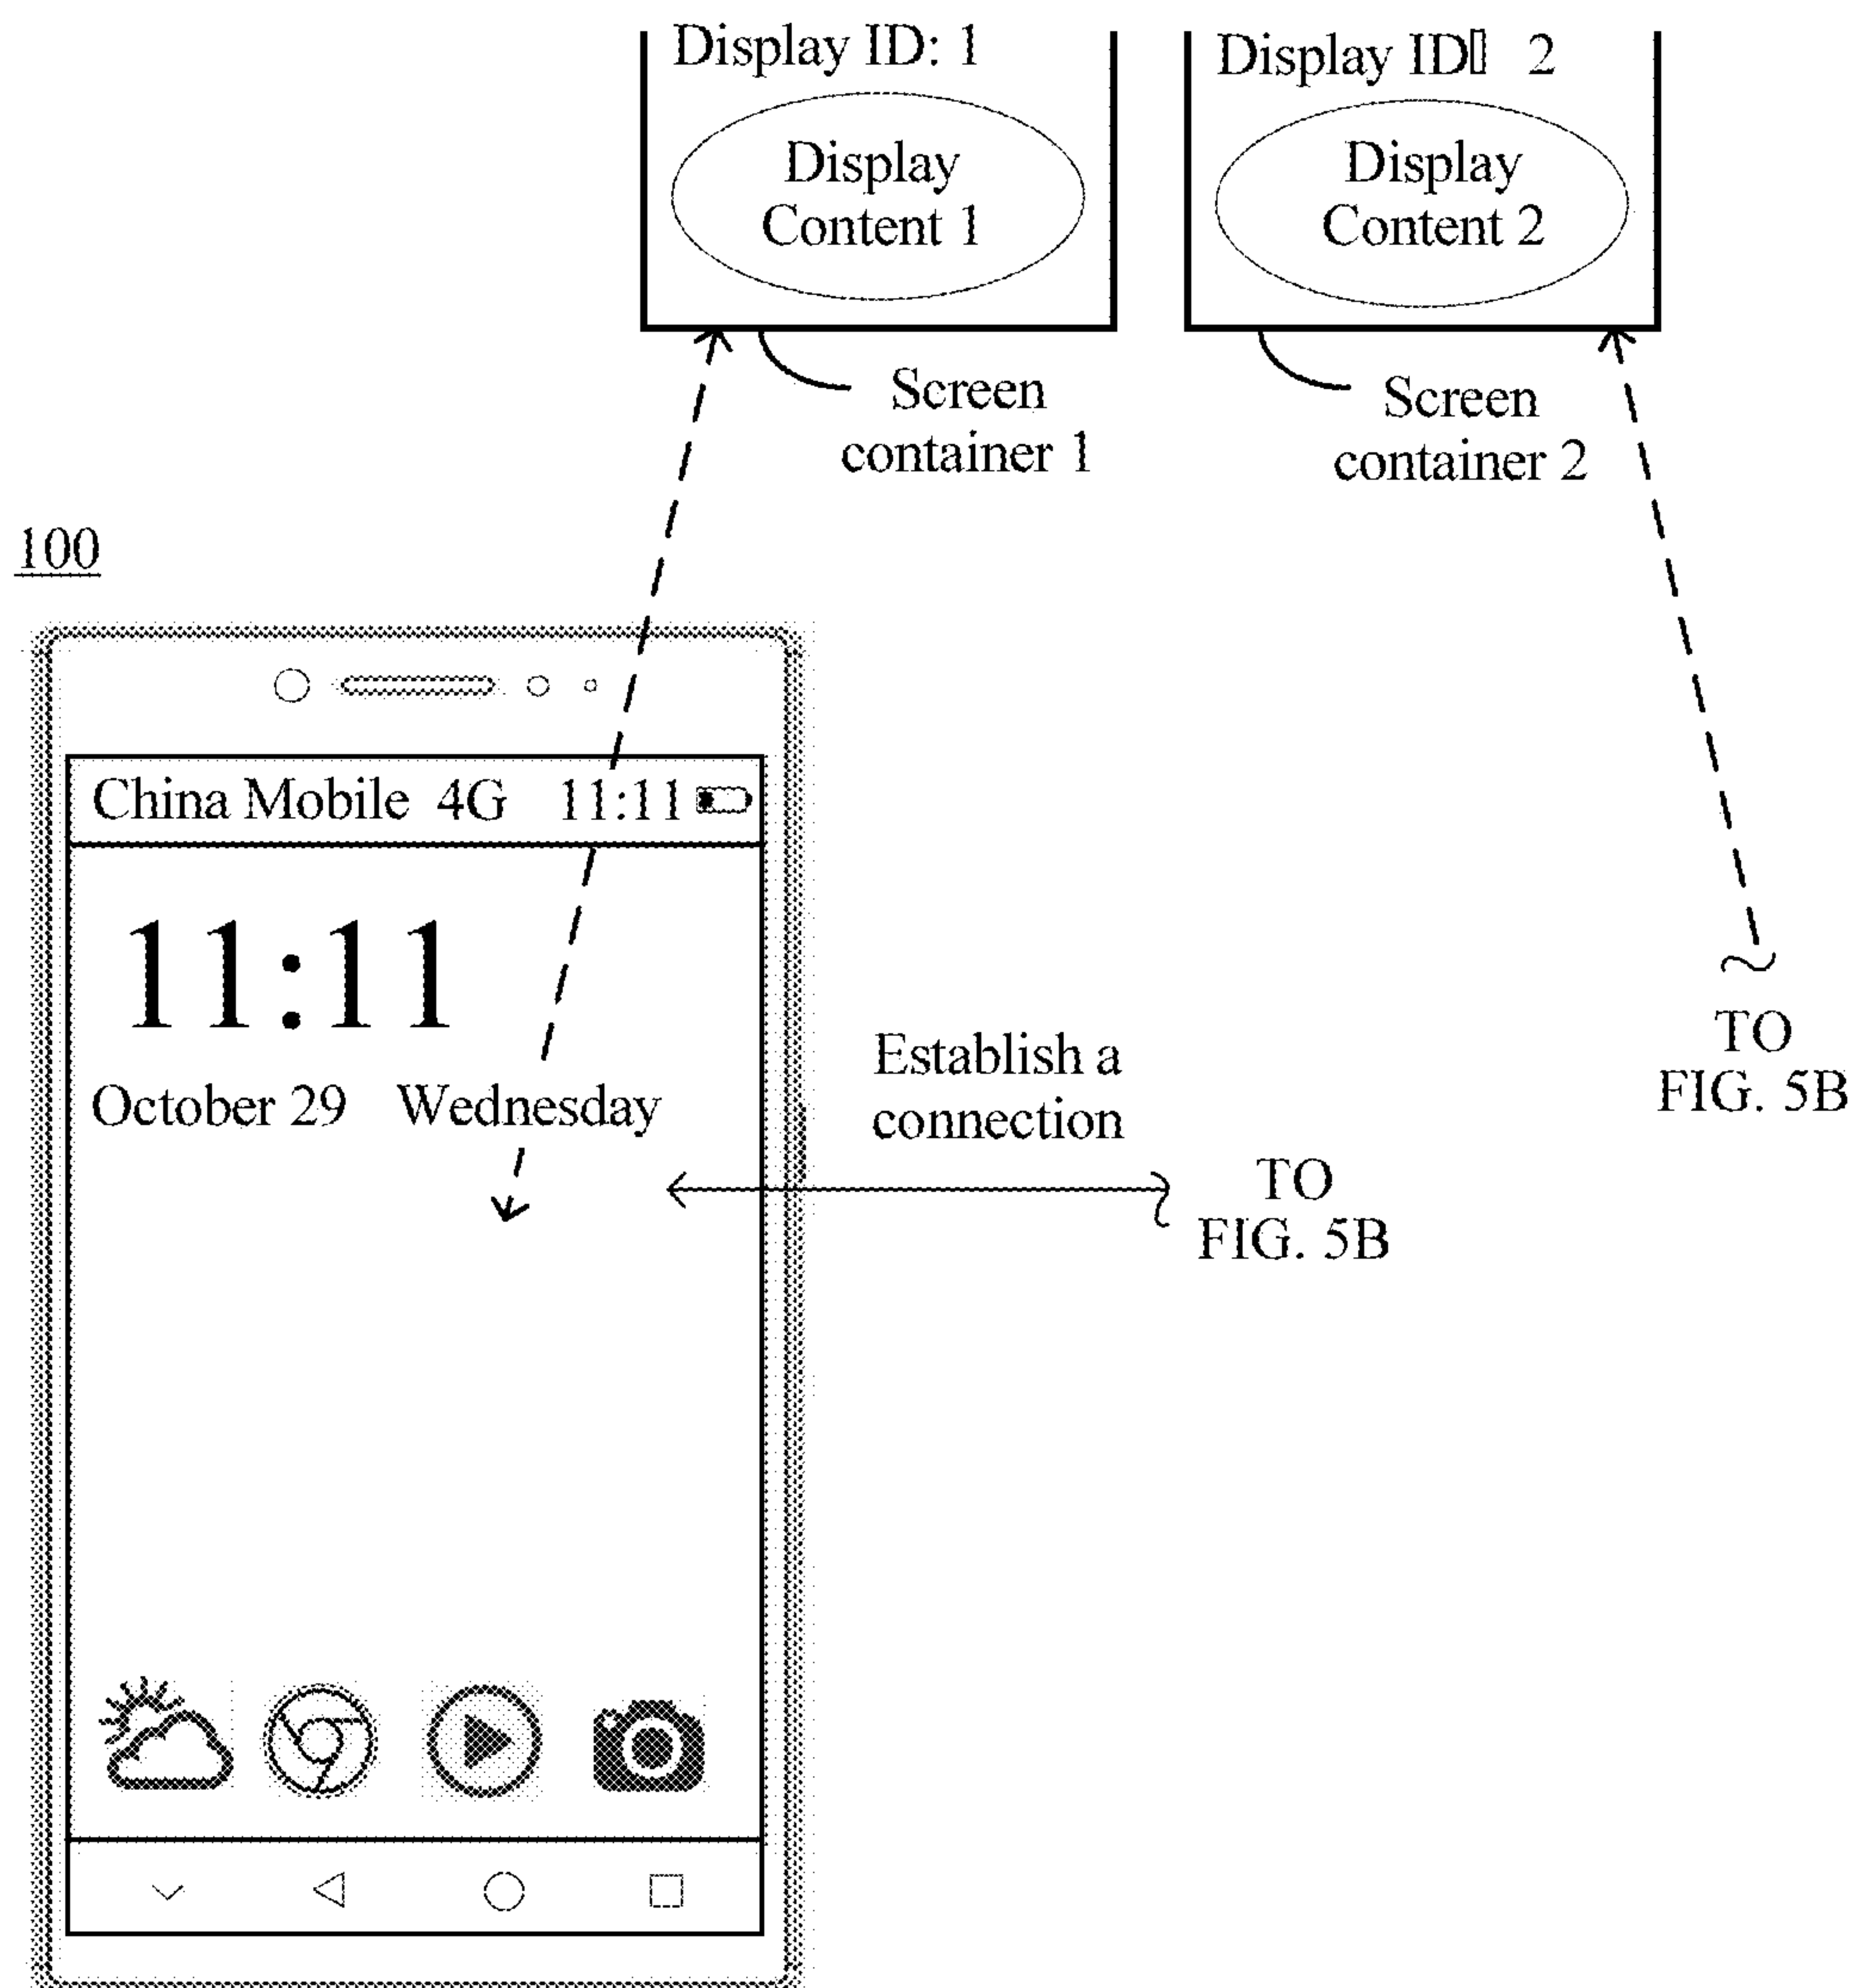 Display ID: 1
Display
Content 1
Screen
container 1
Display ID▯ 2
Display
Content 2
Screen
container 2
100
China Mobile 4G 11:11
11:11
October 29 Wednesday
Establish a
connection
TO
FIG. 5B
TO
FIG. 5B